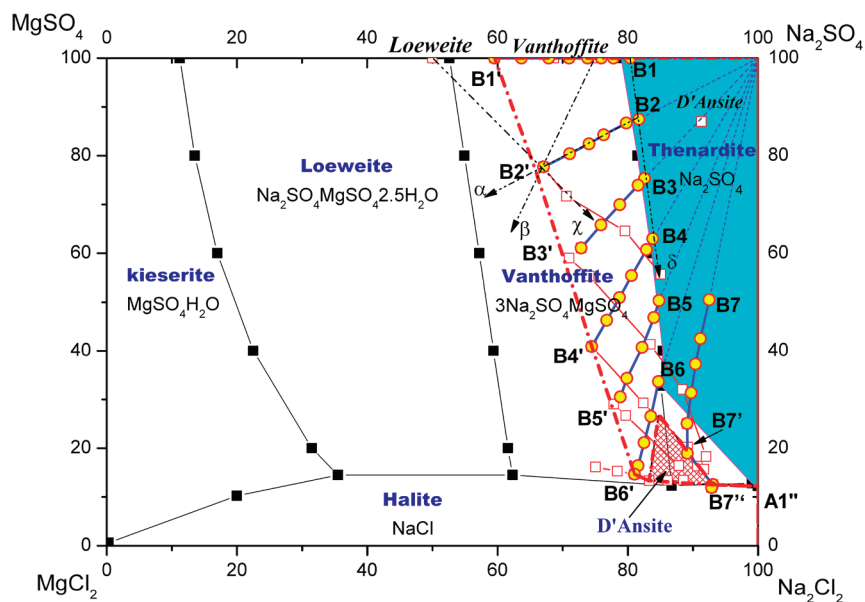 MgSO4
Na2SO4
0 20 40 60 80 100
Loeweite Vanthoffite
100
100
B1' B1
B2
D'Ansite
80
80
Loeweite
Na2SO4MgSO42.5H2O
B2'
α
β
χ
Thenardite
Na2SO4
B3
B4
60
60
B3'
δ
kieserite
MgSO4H2O
Vanthoffite
3Na2SO4MgSO4
B5 B7
40
40
B4'
B6
B5'
B7'
20
20
B6'
Halite
NaCl
D'Ansite
B7'‘
A1"
0
0
0 20 40 60 80 100
MgCl2
Na2Cl2